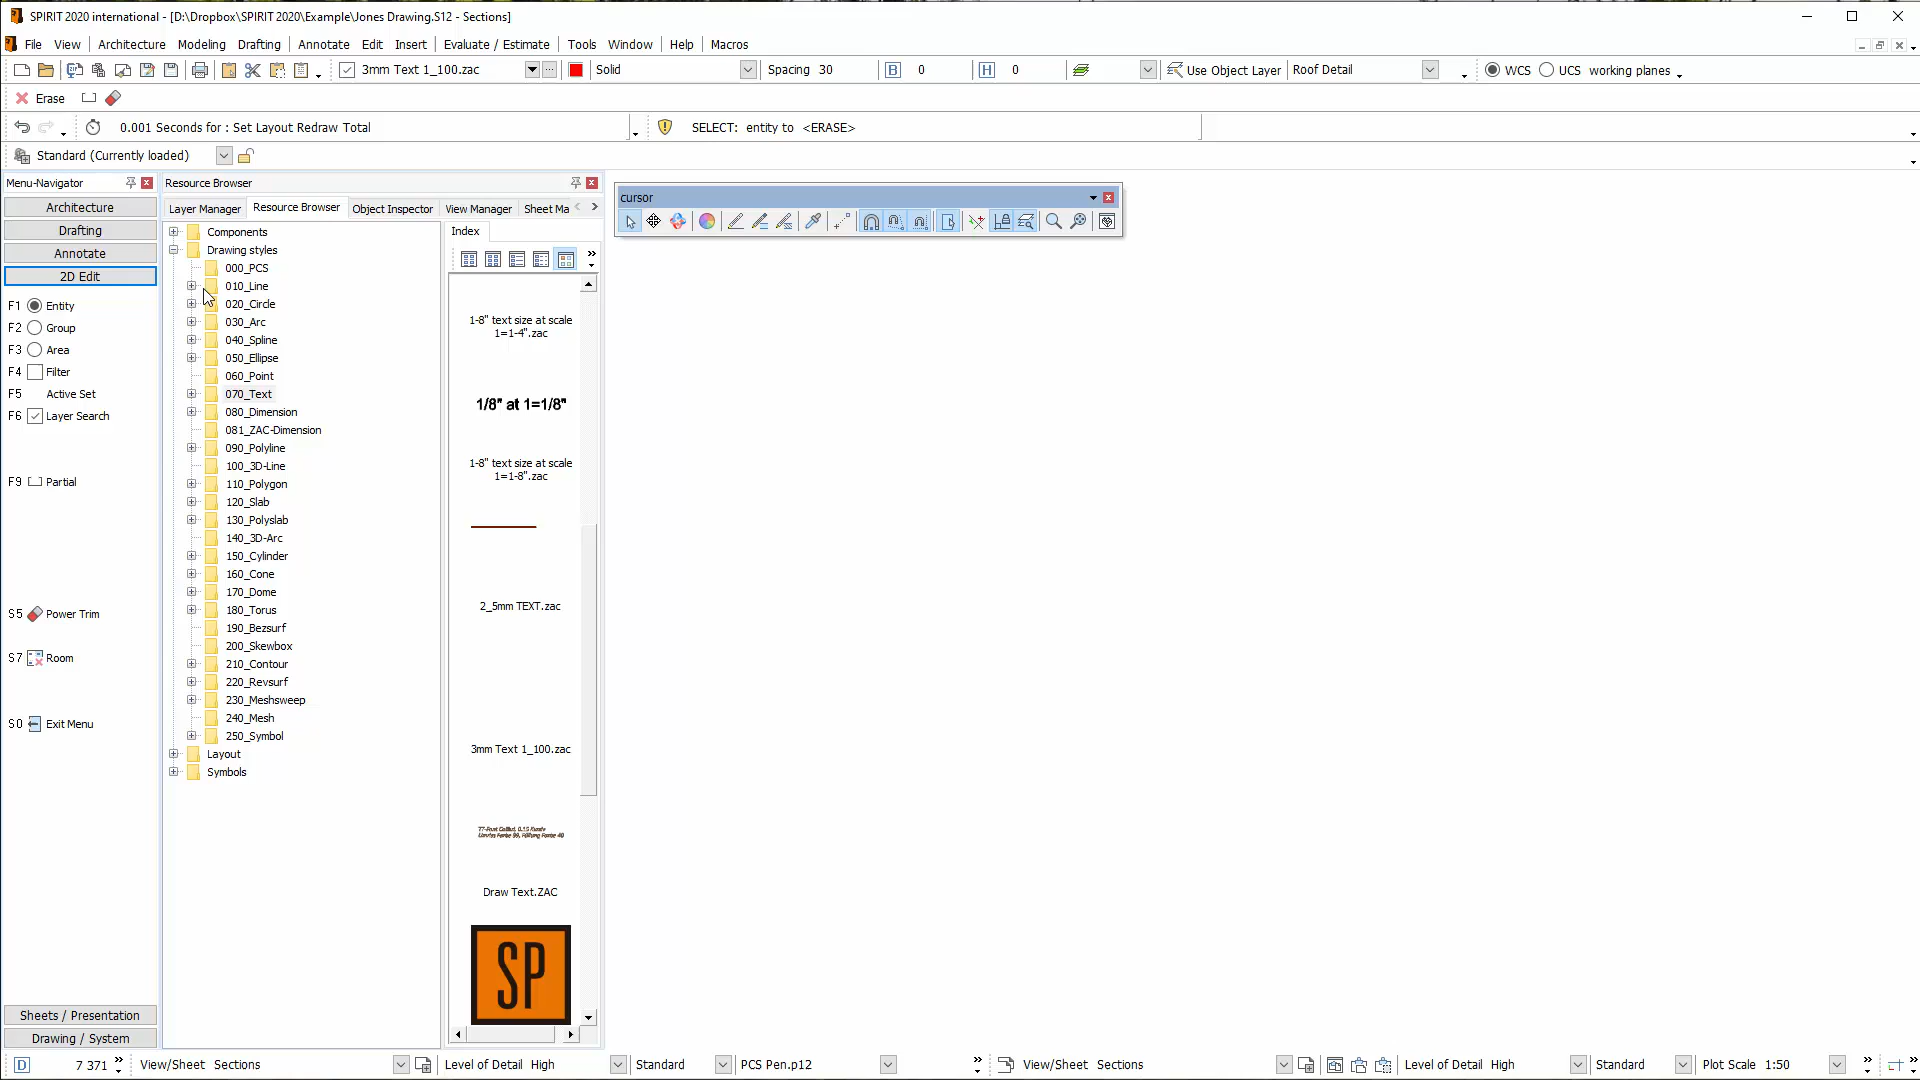 SPIRIT 2020 international - [D:\Dropbox\SPIRIT 2020\Example\Jones Drawing.S12 - Sections]
File View Architecture Modeling Drafting Annotate Edit Insert Evaluate / Estimate Tools Window Help Macros
3mm Text 1_100.zac Solid Spacing 30 B 0 H 0 Use Object Layer Roof Detail WCS UCS working planes
Erase
0.001 Seconds for : Set Layout Redraw Total SELECT: entity to <ERASE>
Standard (Currently loaded)
Menu-Navigator
Architecture
Drafting
Annotate
2D Edit
F1 Entity
F2 Group
F3 Area
F4 Filter
F5 Active Set
F6 Layer Search
F9 Partial
S5 Power Trim
S7 Room
S0 Exit Menu
Sheets / Presentation
Drawing / System
Resource Browser
Layer Manager Resource Browser Object Inspector View Manager Sheet Ma
Components
Drawing styles
000_PCS
010_Line
020_Circle
030_Arc
040_Spline
050_Ellipse
060_Point
070_Text
080_Dimension
081_ZAC-Dimension
090_Polyline
100_3D-Line
110_Polygon
120_Slab
130_Polyslab
140_3D-Arc
150_Cylinder
160_Cone
170_Dome
180_Torus
190_Bezsurf
200_Skewbox
210_Contour
220_Revsurf
230_Meshsweep
240_Mesh
250_Symbol
Layout
Symbols
Index
1-8" text size at scale
1=1-4".zac
1/8" at 1=1/8"
1-8" text size at scale
1=1-8".zac
2_5mm TEXT.zac
3mm Text 1_100.zac
Draw Text.ZAC
SP
cursor
D 7 371 View/Sheet Sections Level of Detail High Standard PCS Pen.p12 View/Sheet Sections Level of Detail High Standard Plot Scale 1:50